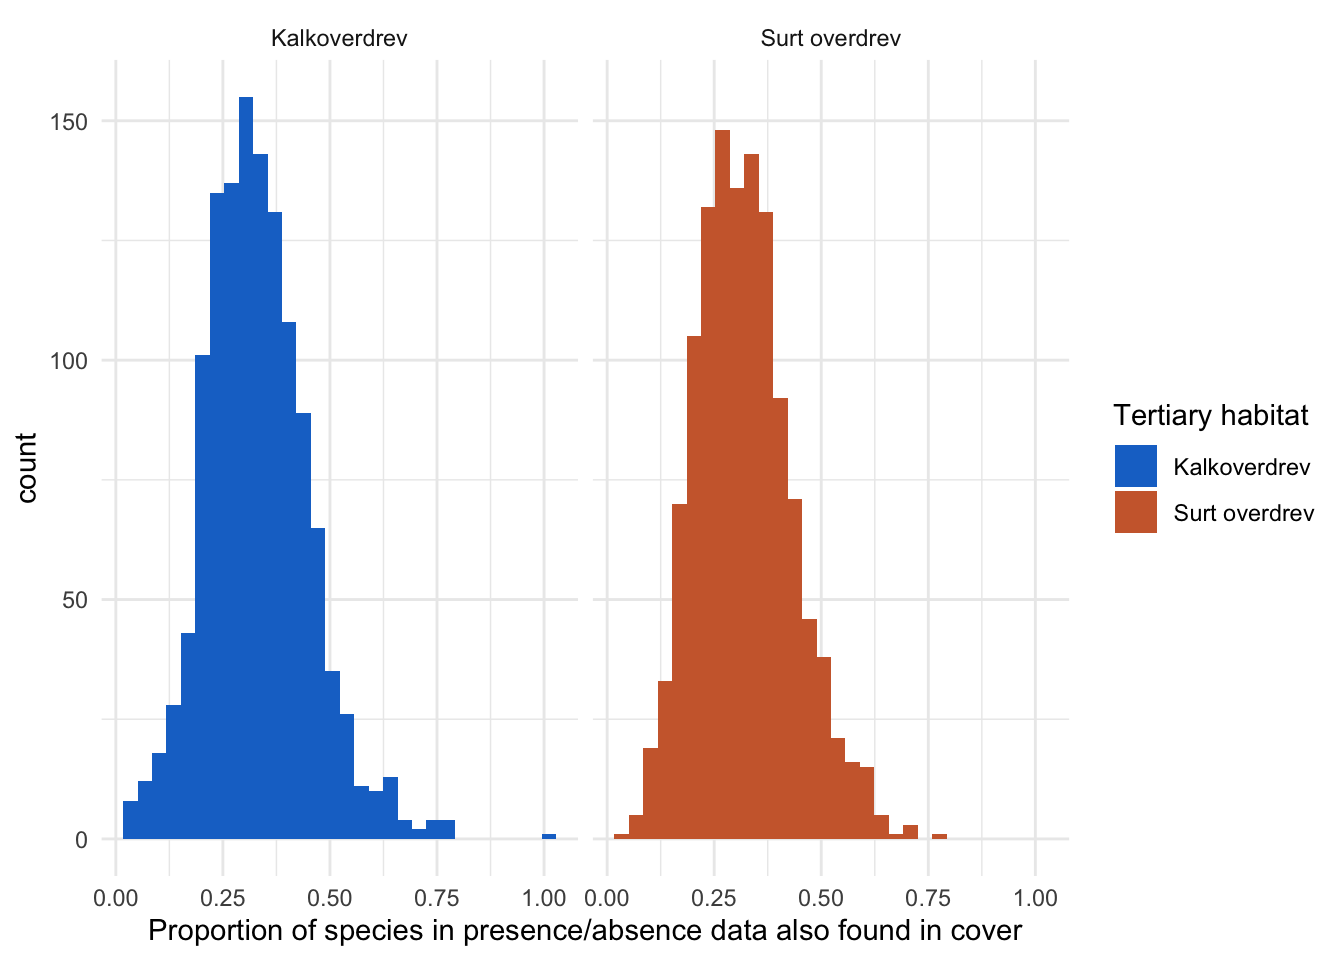 Kalkoverdrev
Surt overdrev
150
100
50
0
count
0.00 0.25 0.50 0.75 1.00
0.00 0.25 0.50 0.75 1.00
Proportion of species in presence/absence data also found in cover
Tertiary habitat
Kalkoverdrev
Surt overdrev